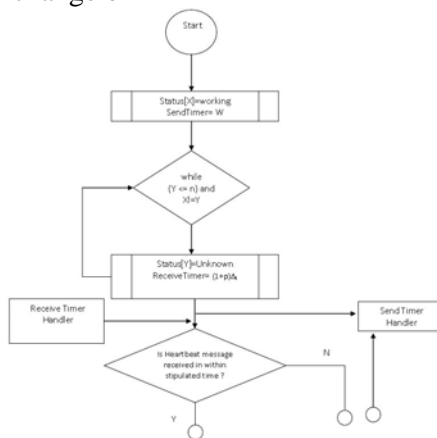 Start
Status[X]=working
SendTimer= W
while
(Y <= n) and
X!=Y
Status[Y]=Unknown
ReceiveTimer= (1+p)Δ
Receive Timer
Handler
Send Timer
Handler
Is Heartbeat message
received in within
stipulated time ?
N
Y